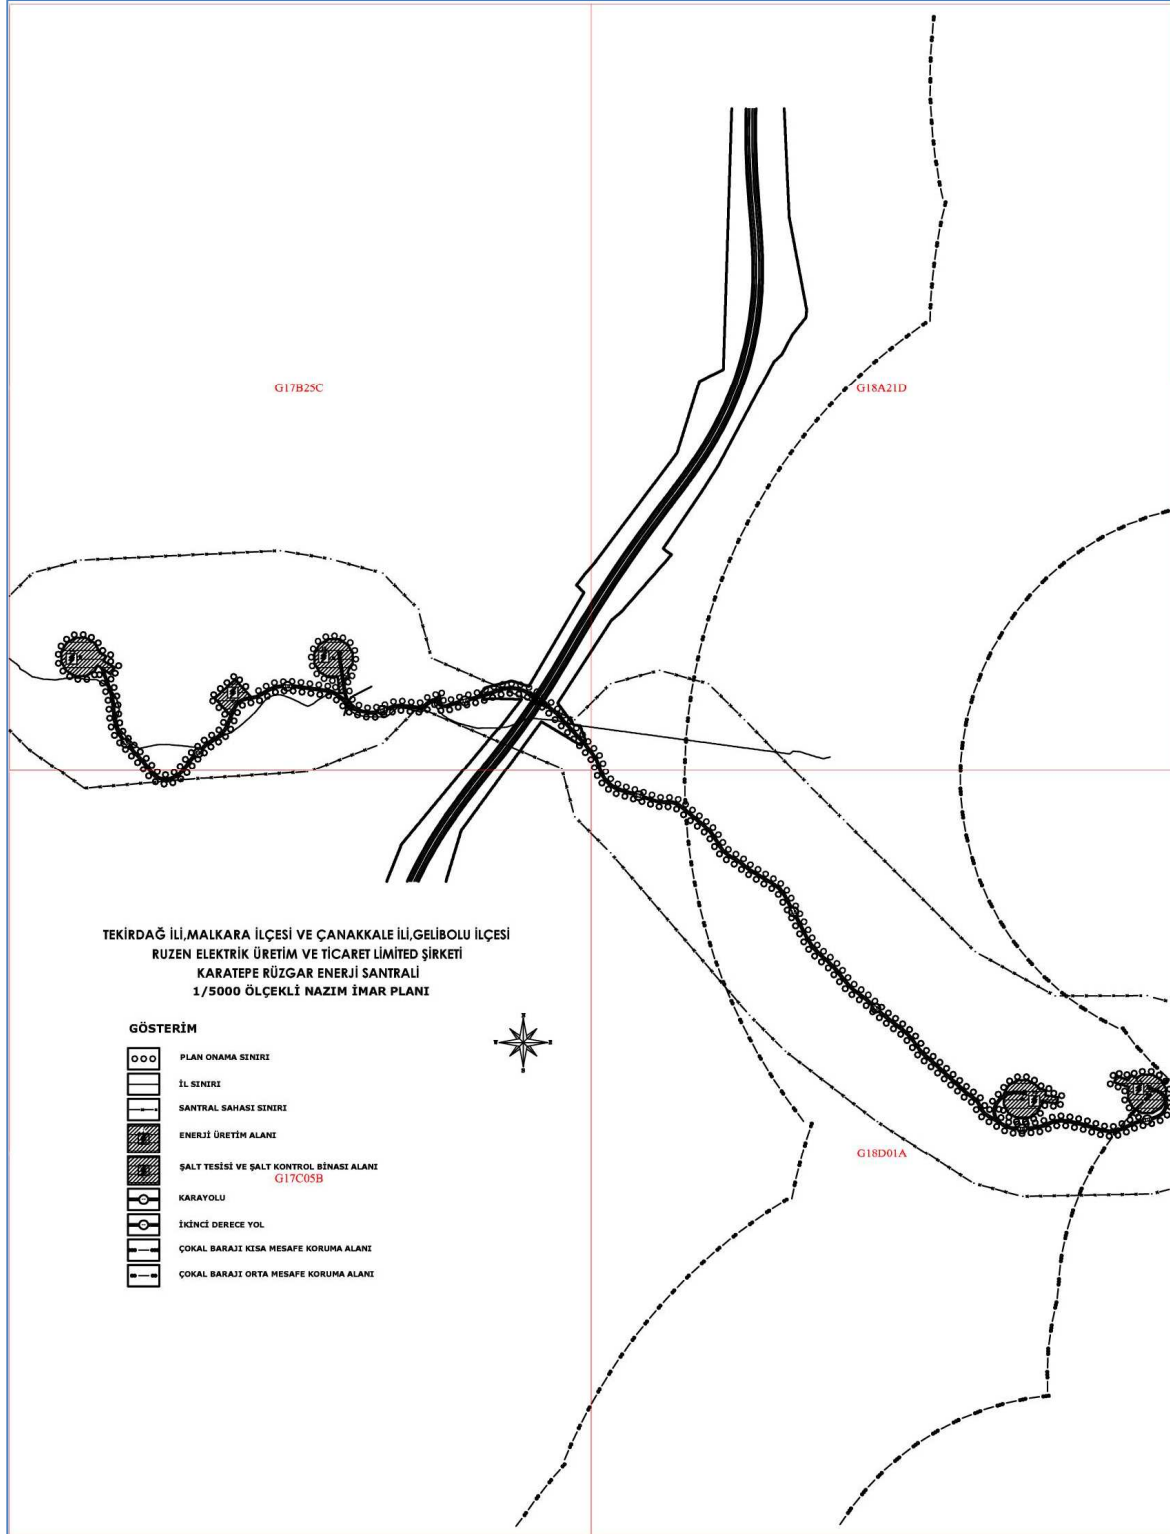 G17B25C
G18A21D
TEKİRDAĞ İLİ,MALKARA İLÇESİ VE ÇANAKKALE İLİ,GELİBOLU İLÇESİ
RUZEN ELEKTRİK ÜRETİM VE TİCARET LİMİTED ŞİRKETİ
KARATEPE RÜZGAR ENERJİ SANTRALİ
1/5000 ÖLÇEKLİ NAZIM İMAR PLANI
GÖSTERİM
PLAN ONAMA SINIRI
İL SINIRI
SANTRAL SAHASI SINIRI
ENERJİ ÜRETİM ALANI
ŞALT TESİSİ VE ŞALT KONTROL BİNASI ALANI
G17C05B
G18D01A
KARAYOLU
İKİNCİ DERECE YOL
ÇOKAL BARAJI KISA MESAFE KORUMA ALANI
ÇOKAL BARAJI ORTA MESAFE KORUMA ALANI